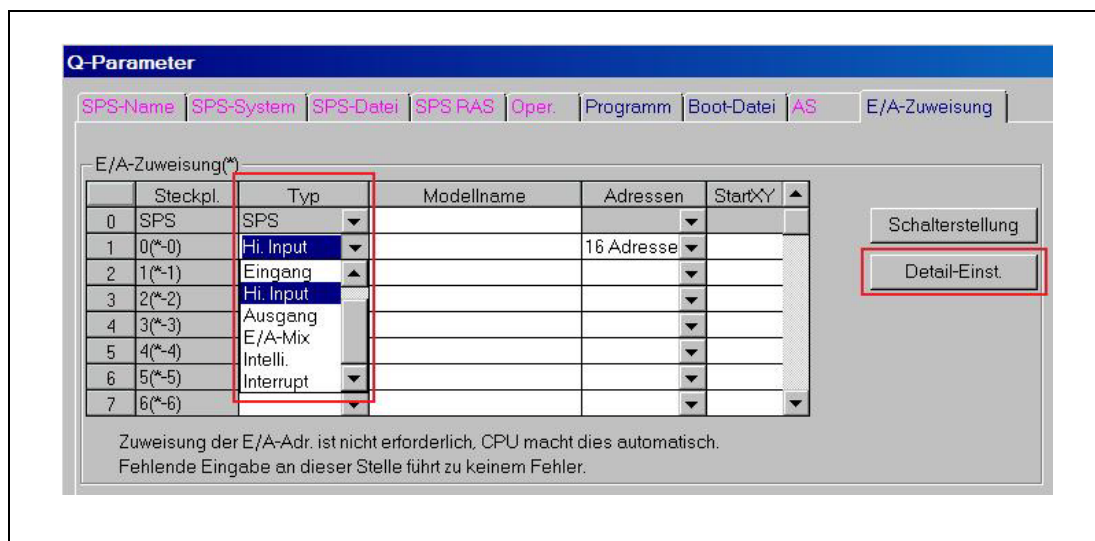 Q-Parameter
SPS-Name SPS-System SPS-Datei SPS RAS Oper. Programm Boot-Datei AS E/A-Zuweisung
E/A-Zuweisung(*)
Steckpl. Typ Modellname Adressen StartXY
0 SPS SPS
1 0(*-0) Hi. Input 16 Adresse
2 1(*-1) Eingang
3 2(*-2) Hi. Input
4 3(*-3) Ausgang
E/A-Mix
5 4(*-4) Intelli.
6 5(*-5) Interrupt
7 6(*-6)
Schalterstellung
Detail-Einst.
Zuweisung der E/A-Adr. ist nicht erforderlich, CPU macht dies automatisch.
Fehlende Eingabe an dieser Stelle führt zu keinem Fehler.